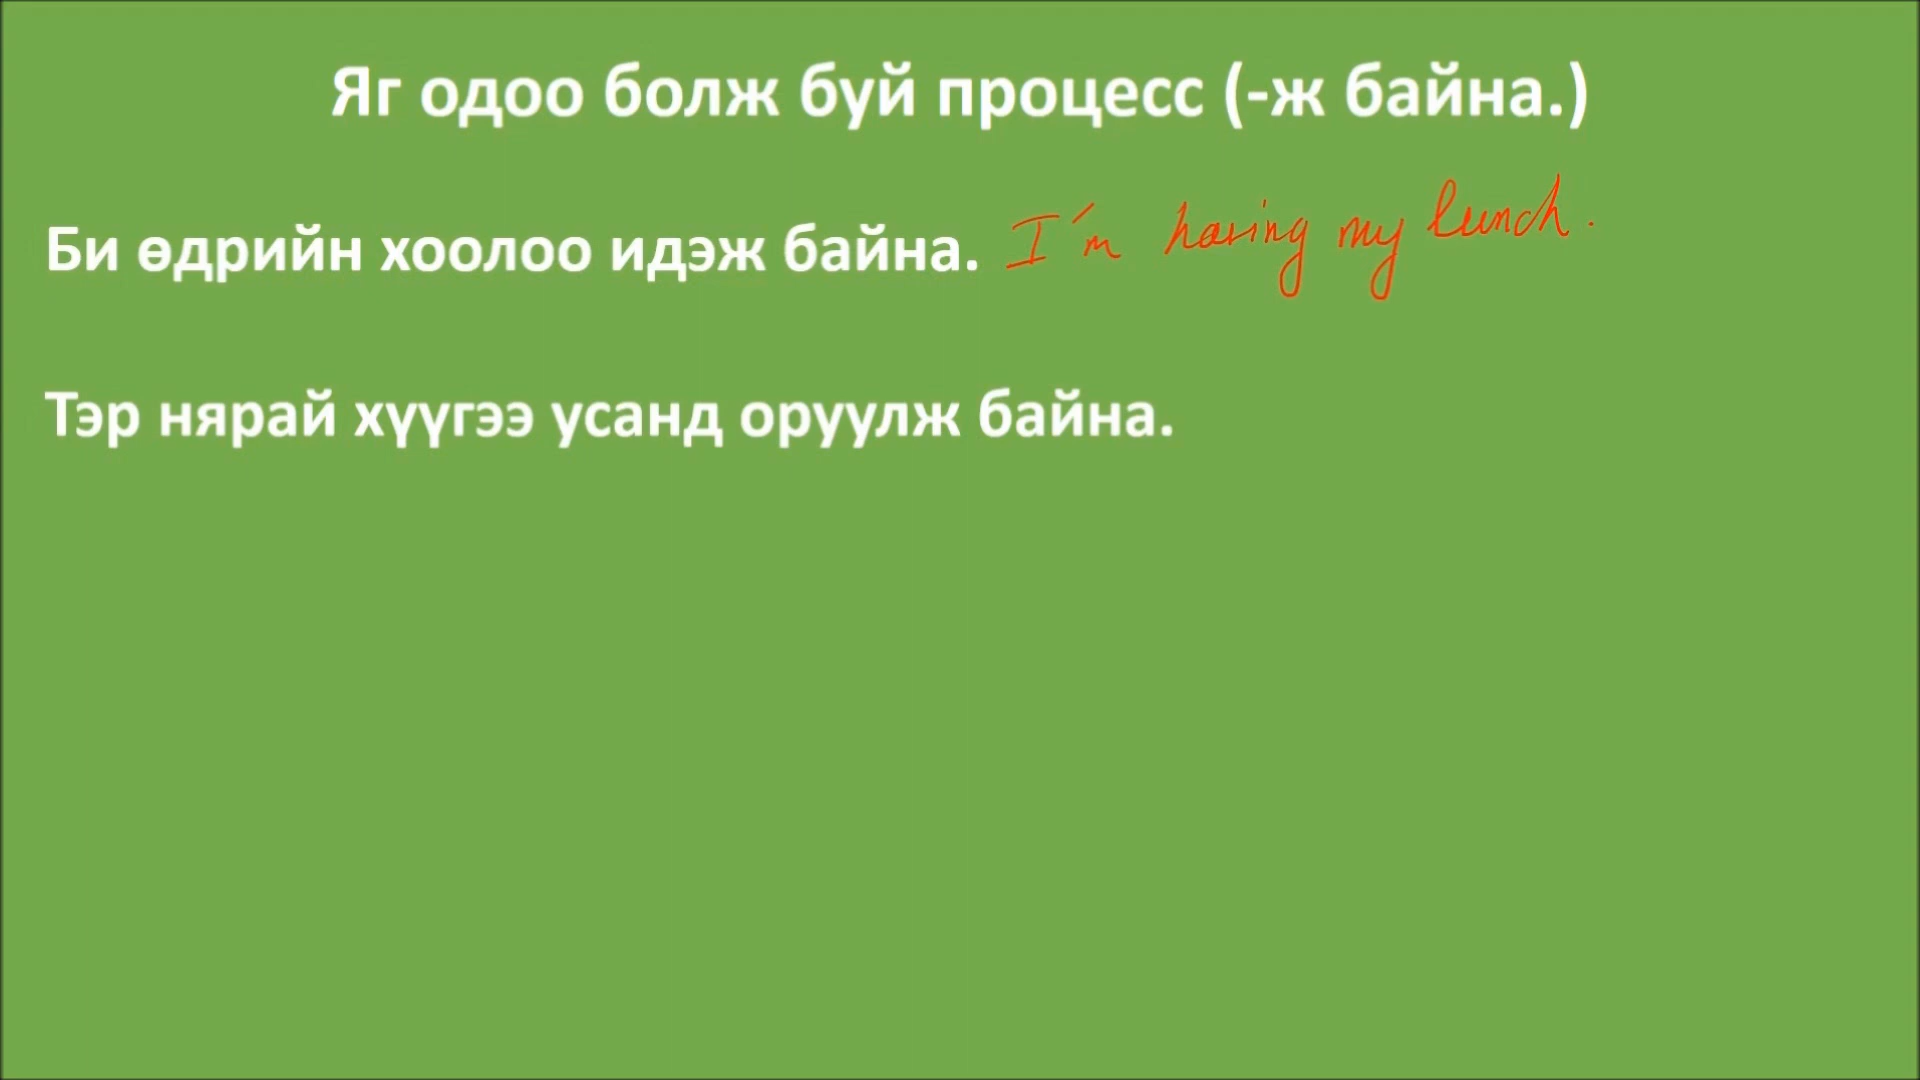 Яг одоо болж буй процесс (-ж байна.)
Би өдрийн хоолоо идэж байна. I'm having my lunch.
Тэр нярай хүүгээ усанд оруулж байна.